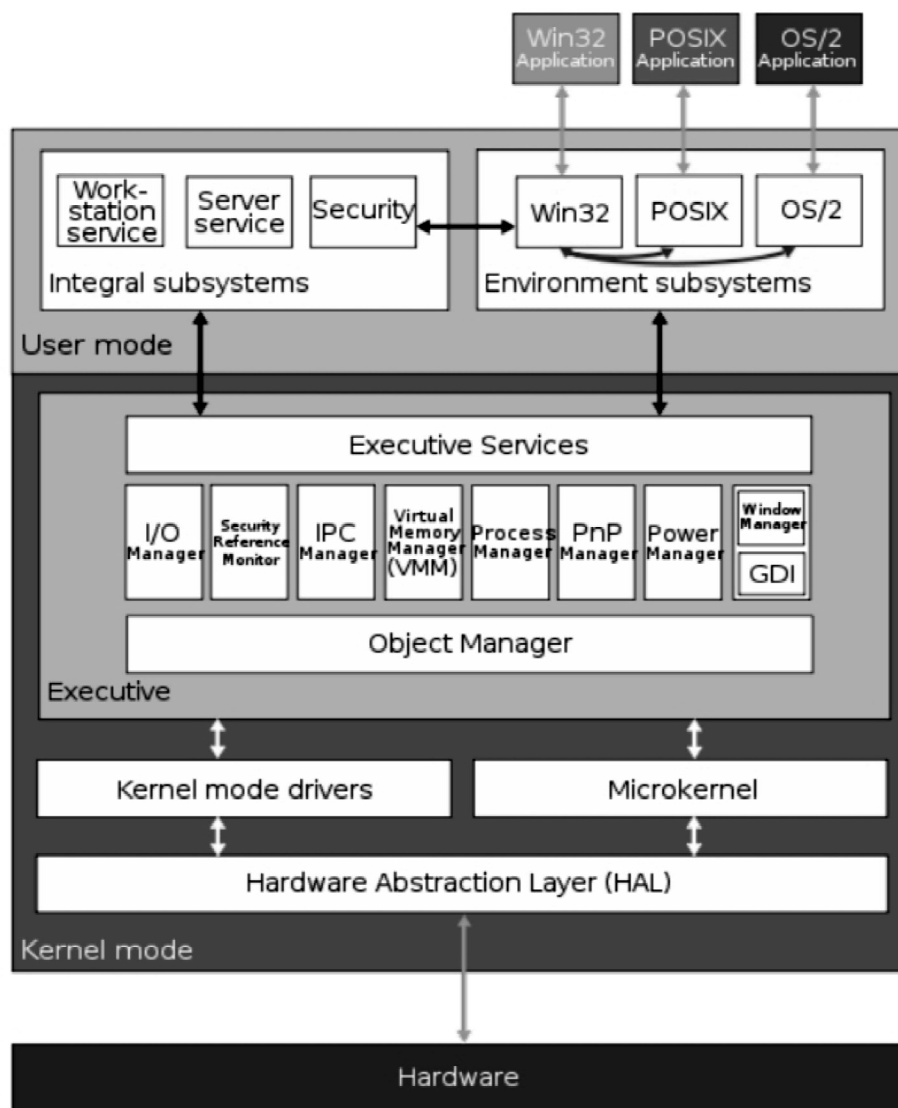 Win32
Application
POSIX
Application
OS/2
Application
Work-
station
service
Server
service
Security
Integral subsystems
Win32
POSIX
OS/2
Environment subsystems
User mode
Executive Services
I/O
Manager
Security
Reference
Monitor
IPC
Manager
Virtual
Memory
Manager
(VMM)
Process
Manager
PnP
Manager
Power
Manager
Window
Manager
GDI
Object Manager
Executive
Kernel mode drivers
Microkernel
Hardware Abstraction Layer (HAL)
Kernel mode
Hardware